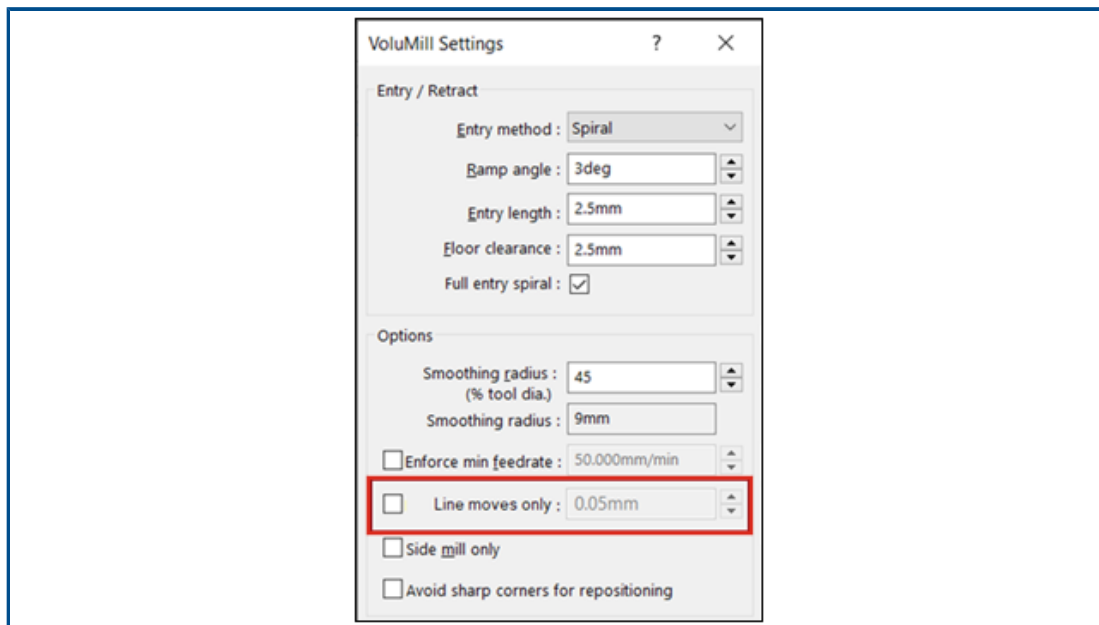 VoluMill Settings ?
Entry / Retract
Entry method : Spiral
Ramp angle : 3deg
Entry length : 2.5mm
Floor clearance : 2.5mm
Full entry spiral :
Options
Smoothing radius : 45
(% tool dia.)
Smoothing radius : 9mm
Enforce min feedrate : 50.000mm/min
Line moves only : 0.05mm
Side mill only
Avoid sharp corners for repositioning